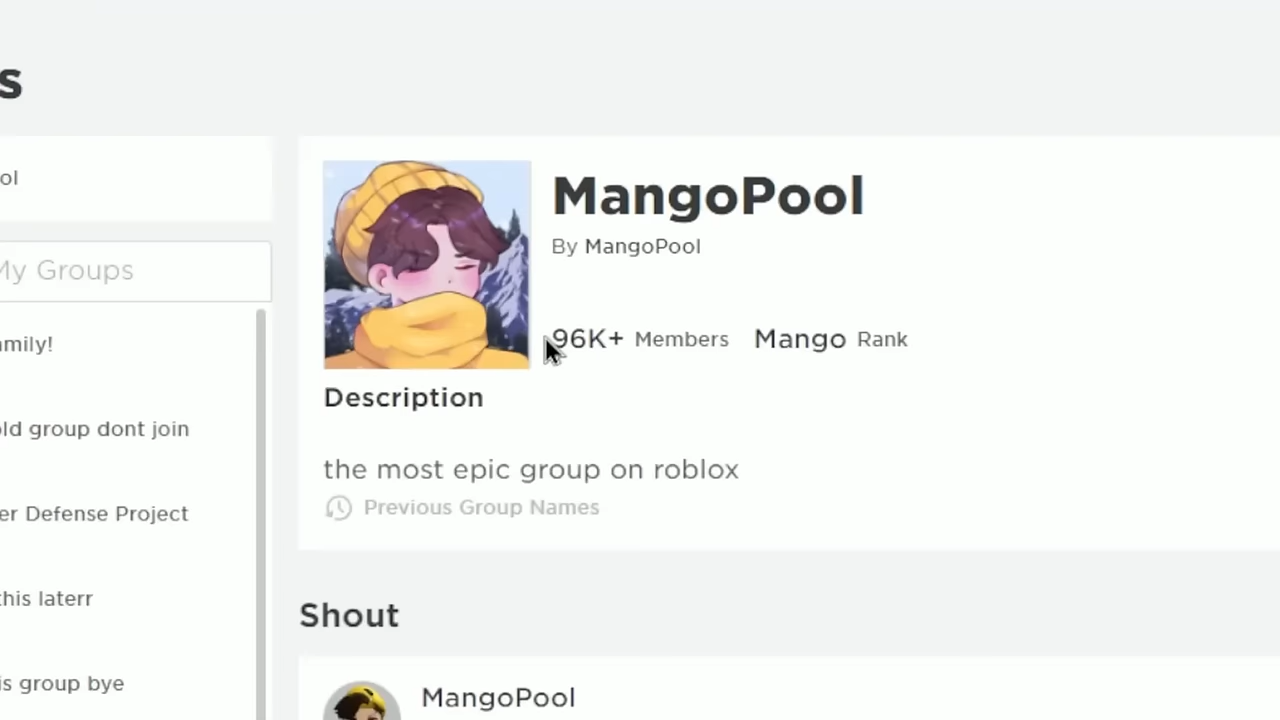 s
ol
My Groups
amily!
old group dont join
er Defense Project
this laterr
is group bye
MangoPool
By MangoPool
96K+ Members Mango Rank
Description
the most epic group on roblox
Previous Group Names
Shout
MangoPool